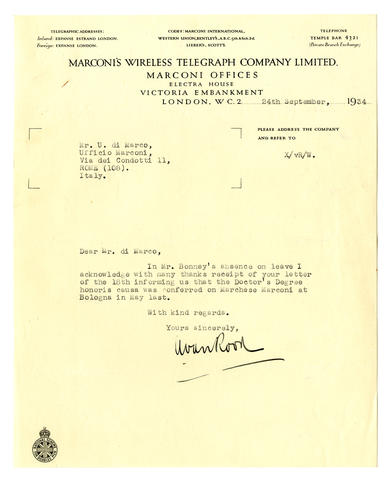 TELEGRAPHIC ADDRESSES:
Inland: EXPANSE ESTRAND LONDON.
Foreign: EXPANSE LONDON.
CODES: MARCONI INTERNATIONAL,
WESTERN UNION, BENTLEY'S, A.B.C. 5th & 6th Ed.
LIEBER'S, SCOTT'S.
TELEPHONE
TEMPLE BAR 4321
(Private Branch Exchange)
MARCONI'S WIRELESS TELEGRAPH COMPANY LIMITED.
MARCONI OFFICES
ELECTRA HOUSE
VICTORIA EMBANKMENT
LONDON, W.C.2 24th September, 1934
PLEASE ADDRESS THE COMPANY
AND REFER TO
X/vR/W.
Mr. U. di Marco,
Ufficio Marconi,
Via dei Condotti 11,
ROME (108).
Italy.
Dear Mr. di Marco,
In Mr. Bonney's absence on leave I
acknowledge with many thanks receipt of your letter
of the 18th informing us that the Doctor's Degree
honoris causa was conferred on Marchese Marconi at
Bologna in May last.
With kind regards.
Yours sincerely,